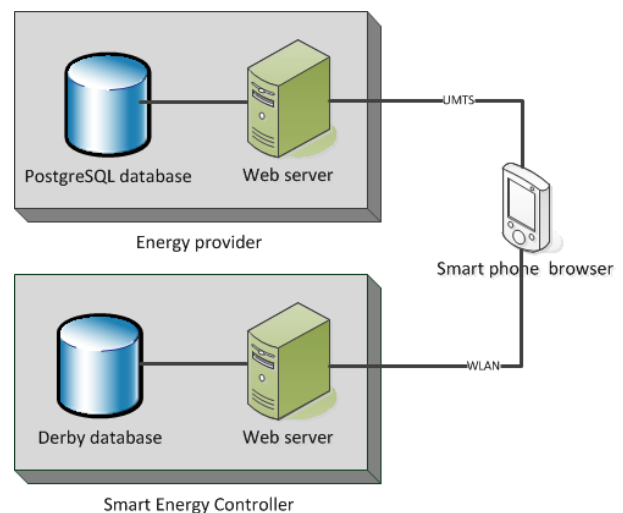 PostgreSQL database
Web server
UMTS
Energy provider
Smart phone browser
Derby database
Web server
WLAN
Smart Energy Controller